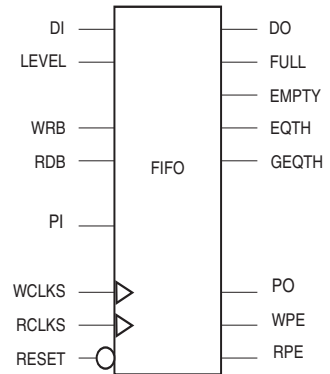 DI DO
LEVEL FULL
EMPTY
WRB EQTH
RDB GEQTH
FIFO
PI
WCLKS PO
RCLKS WPE
RESET RPE